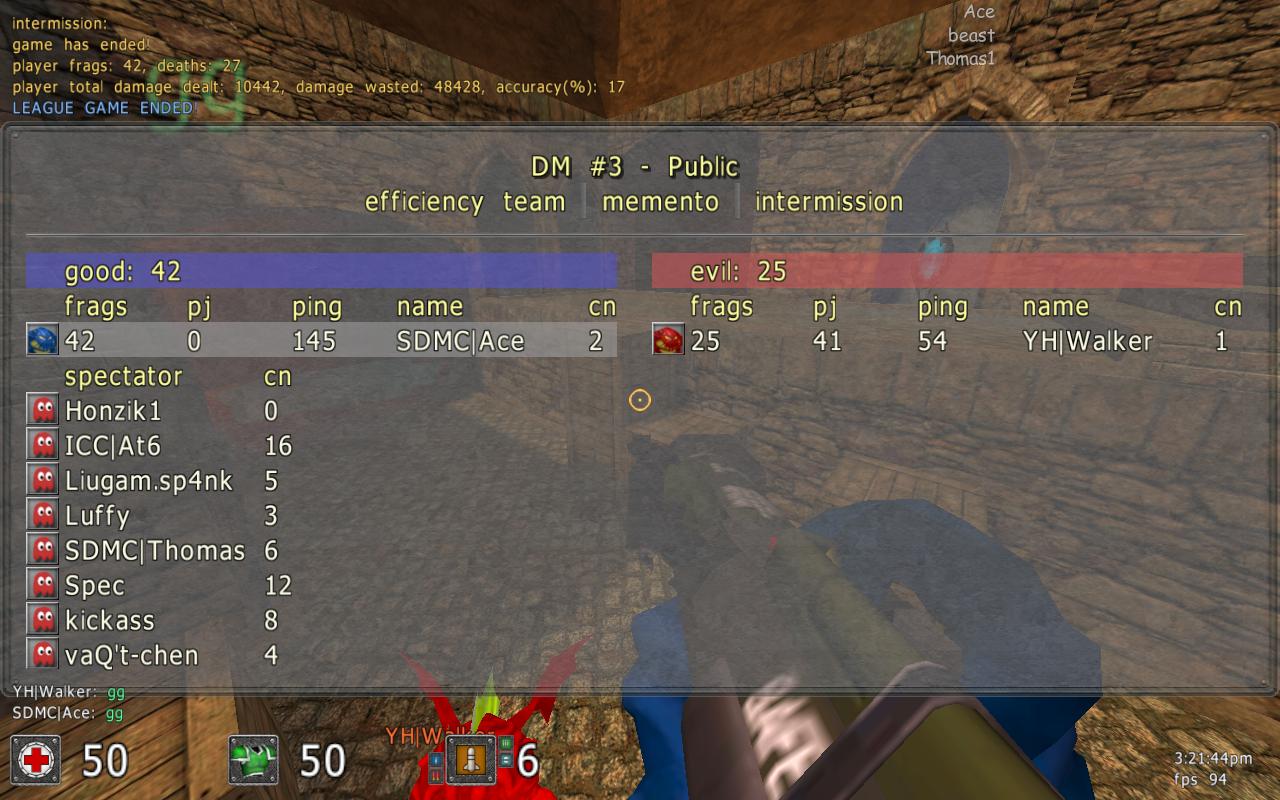 intermission:
game has ended!
player frags: 42, deaths: 27
player total damage dealt: 10442, damage wasted: 48428, accuracy(%): 17
LEAGUE GAME ENDED!
gg
Ace
beast
Thomas1
DM #3 - Public
efficiency team memento intermission
good: 42
frags pj ping name cn
42 0 145 SDMC|Ace 2
evil: 25
frags pj ping name cn
25 41 54 YH|Walker 1
spectator cn
Honzik1 0
ICC|At6 16
Liugam.sp4nk 5
Luffy 3
SDMC|Thomas 6
Spec 12
kickass 8
vaQ't-chen 4
YH|Walker: gg
SDMC|Ace: gg
50 50 6
3:21:44pm
fps 94